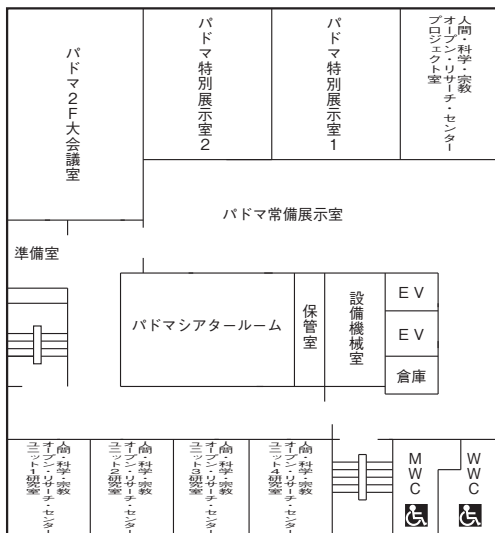 パドマ2F大会議室
パドマ特別展示室2
パドマ特別展示室1
人間・科学・宗教
オープン・リサーチ・センター
プロジェクト室
パドマ常備展示室
準備室
パドマシアタールーム
保管室
設備機械室
EV
EV
倉庫
人間・科学・宗教
オープン・リサーチ・センター
ユニット1研究室
人間・科学・宗教
オープン・リサーチ・センター
ユニット2研究室
人間・科学・宗教
オープン・リサーチ・センター
ユニット3研究室
人間・科学・宗教
オープン・リサーチ・センター
ユニット4研究室
MWC
WWC